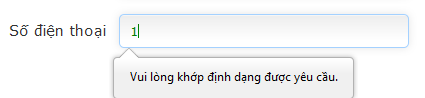 Số điện thoại 1
Vui lòng khớp định dạng được yêu cầu.